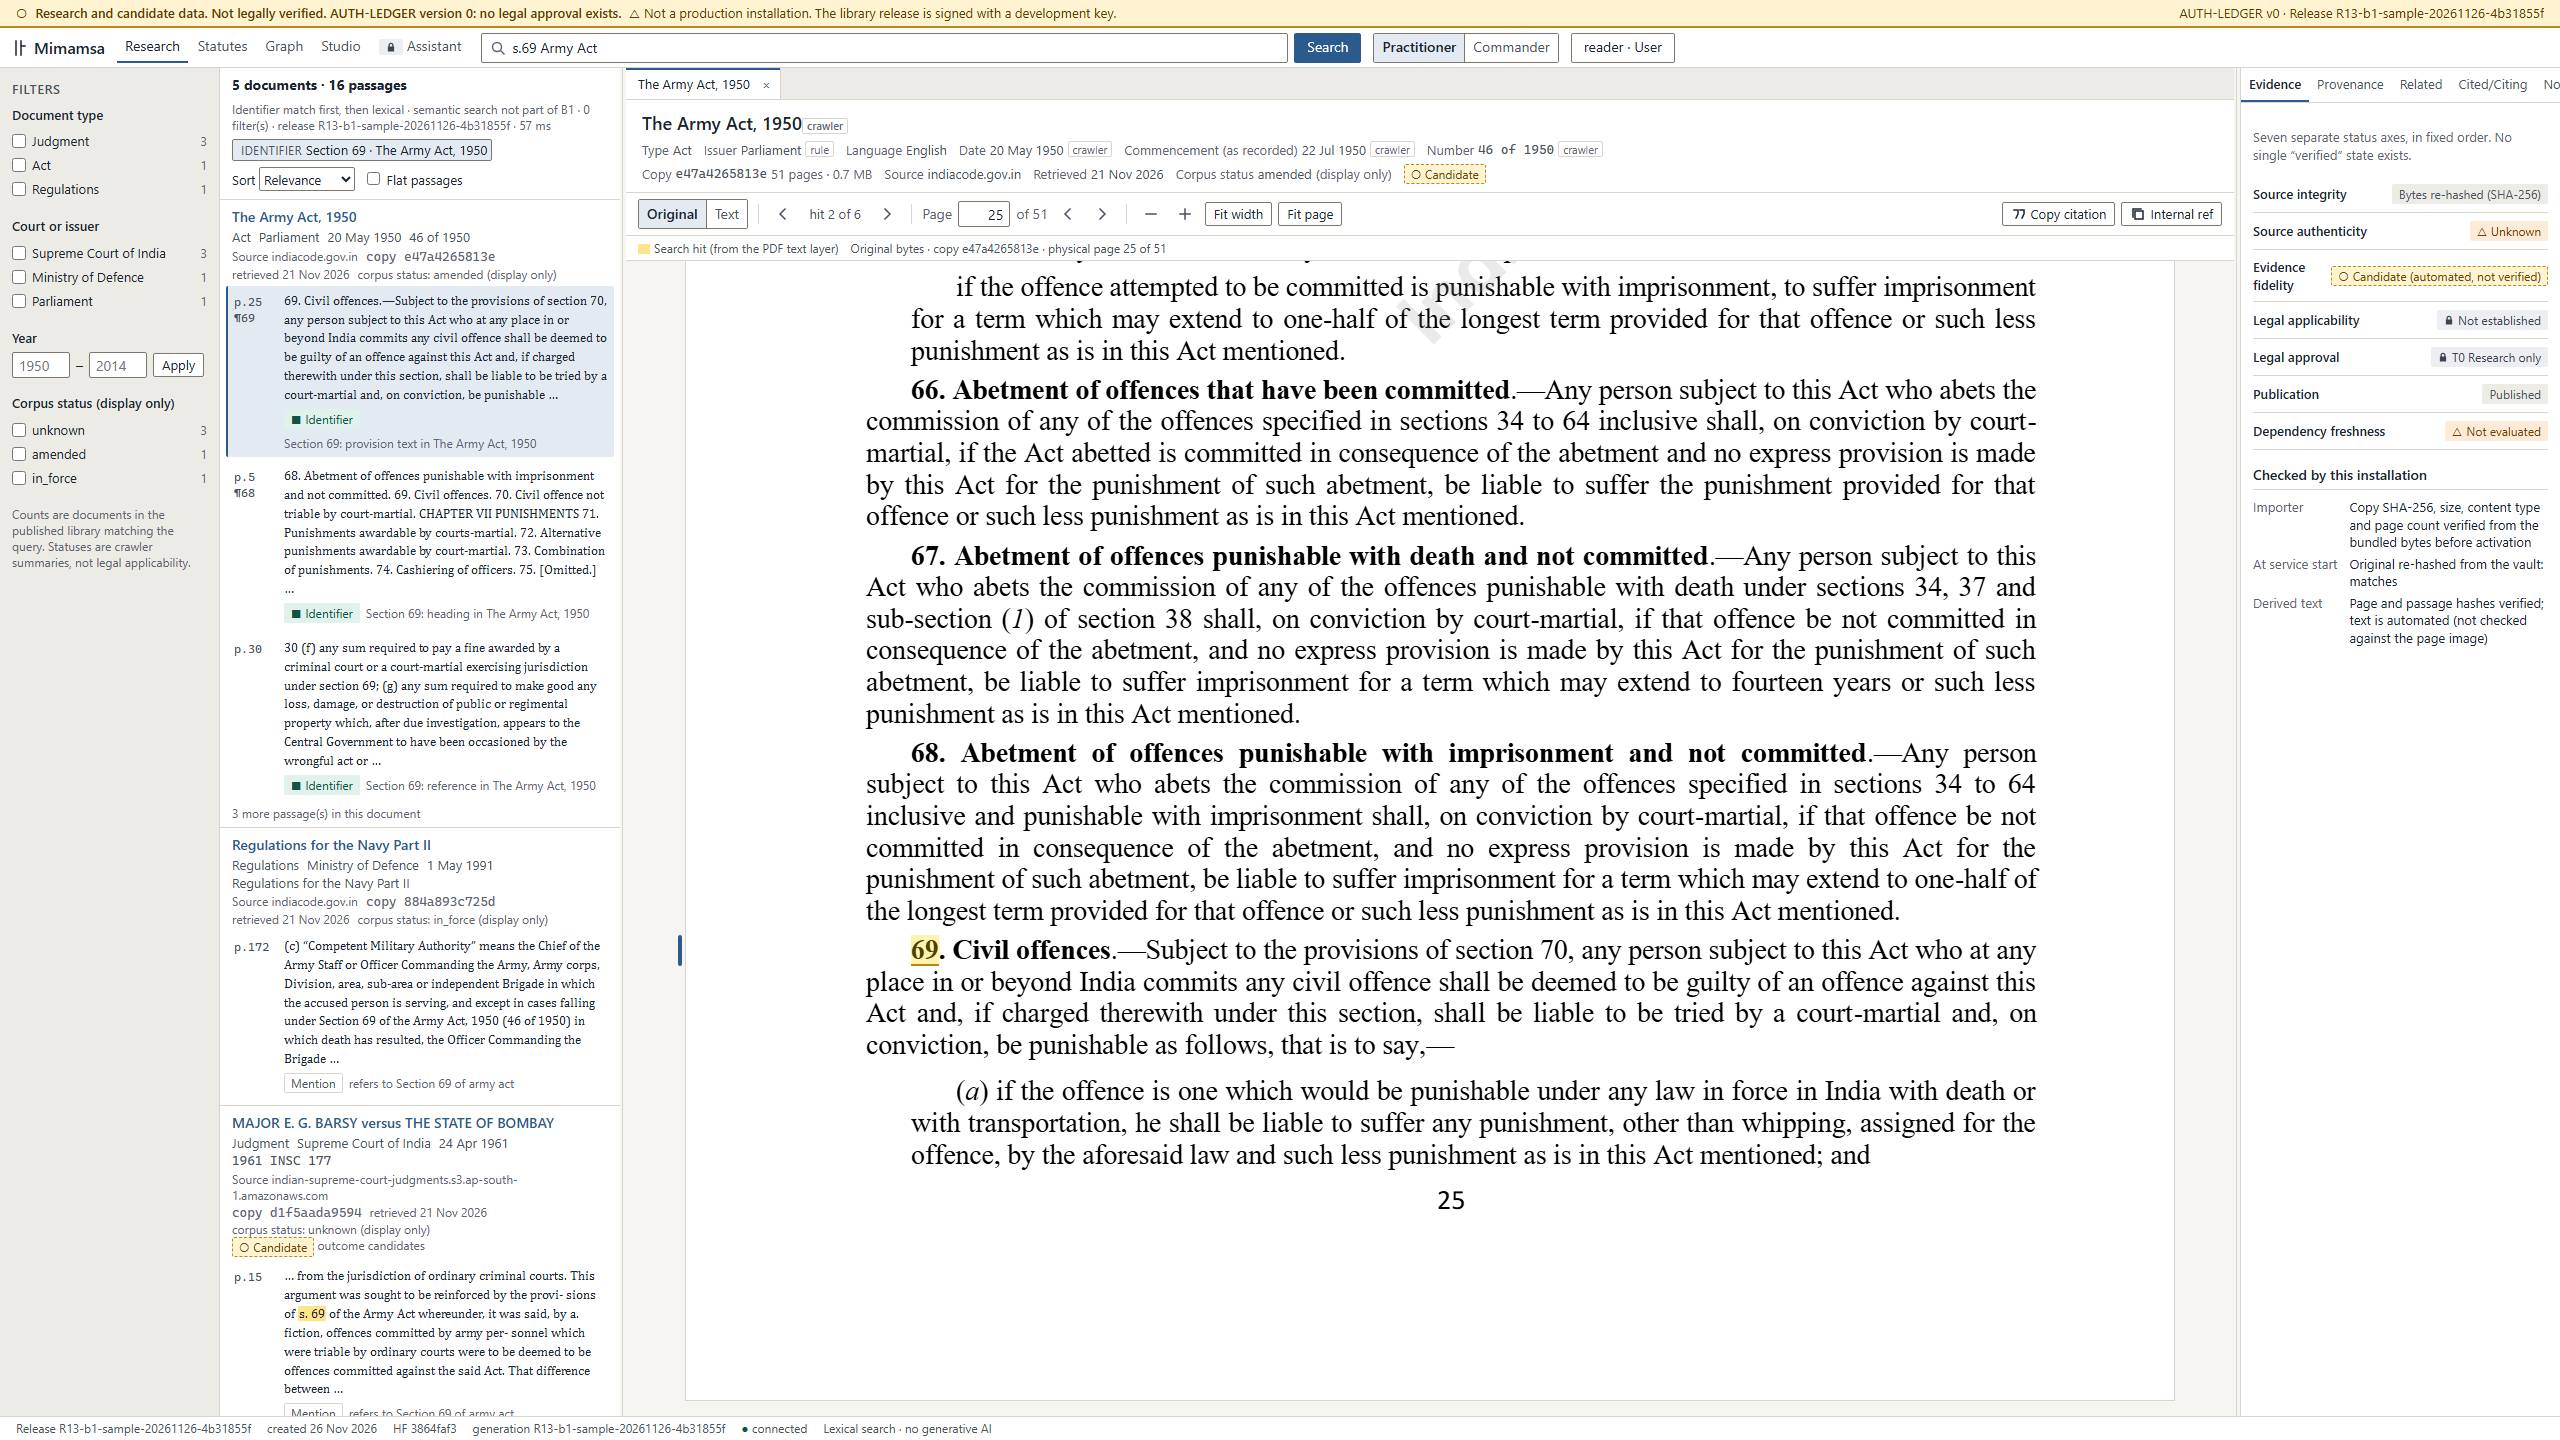 Research and candidate data. Not legally verified. AUTH-LEDGER version 0: no legal approval exists. ⚠ Not a production installation. The library release is signed with a development key.
AUTH-LEDGER v0 · Release R13-b1-sample-20261126-4b31855f
Mimamsa Research Statutes Graph Studio Assistant
s.69 Army Act
Search
Practitioner Commander
reader · User
FILTERS
Document type
Judgment 3
Act 1
Regulations 1
Court or issuer
Supreme Court of India 3
Ministry of Defence 1
Parliament 1
Year
1950 – 2014 Apply
Corpus status (display only)
unknown 3
amended 1
in_force 1
Counts are documents in the
published library matching the
query. Statuses are crawler
summaries, not legal applicability.
5 documents · 16 passages
Identifier match first, then lexical · semantic search not part of B1 · 0
filter(s) · release R13-b1-sample-20261126-4b31855f · 57 ms
IDENTIFIER Section 69 · The Army Act, 1950
Sort Relevance Flat passages
The Army Act, 1950
Act Parliament 20 May 1950 46 of 1950
Source indiacode.gov.in copy e47a4265813e
retrieved 21 Nov 2026 corpus status: amended (display only)
p.25
¶69
69. Civil offences.—Subject to the provisions of section 70,
any person subject to this Act who at any place in or
beyond India commits any civil offence shall be deemed to
be guilty of an offence against this Act and, if charged
therewith under this section, shall be liable to be tried by a
court-martial and, on conviction, be punishable ...
Identifier
Section 69: provision text in The Army Act, 1950
p.5
¶68
68. Abetment of offences punishable with imprisonment
and not committed. 69. Civil offences. 70. Civil offence not
triable by court-martial. CHAPTER VII PUNISHMENTS 71.
Punishments awardable by courts-martial. 72. Alternative
punishments awardable by court-martial. 73. Combination
of punishments. 74. Cashiering of officers. 75. [Omitted.]
...
Identifier Section 69: heading in The Army Act, 1950
p.30
30 (f) any sum required to pay a fine awarded by a
criminal court or a court-martial exercising jurisdiction
under section 69; (g) any sum required to make good any
loss, damage, or destruction of public or regimental
property which, after due investigation, appears to the
Central Government to have been occasioned by the
wrongful act or ...
Identifier Section 69: reference in The Army Act, 1950
3 more passage(s) in this document
Regulations for the Navy Part II
Regulations Ministry of Defence 1 May 1991
Regulations for the Navy Part II
Source indiacode.gov.in copy 884a893c725d
retrieved 21 Nov 2026 corpus status: in_force (display only)
p.172
(c) “Competent Military Authority” means the Chief of the
Army Staff or Officer Commanding the Army, Army corps,
Division, area, sub-area or independent Brigade in which
the accused person is serving, and except in cases falling
under Section 69 of the Army Act, 1950 (46 of 1950) in
which death has resulted, the Officer Commanding the
Brigade ...
Mention refers to Section 69 of army act
MAJOR E. G. BARSY versus THE STATE OF BOMBAY
Judgment Supreme Court of India 24 Apr 1961
1961 INSC 177
Source indian-supreme-court-judgments.s3.ap-south-
1.amazonaws.com
copy d1f5aada9594 retrieved 21 Nov 2026
corpus status: unknown (display only)
Candidate outcome candidates
p.15
... from the jurisdiction of ordinary criminal courts. This
argument was sought to be reinforced by the provi- sions
of s. 69 of the Army Act whereunder, it was said, by a.
fiction, offences committed by army per- sonnel which
were triable by ordinary courts were to be deemed to be
offences committed against the said Act. That difference
between ...
Mention refers to Section 69 of army act
The Army Act, 1950 ×
The Army Act, 1950 crawler
Type Act Issuer Parliament rule Language English Date 20 May 1950 crawler Commencement (as recorded) 22 Jul 1950 crawler Number 46 of 1950 crawler
Copy e47a4265813e 51 pages · 0.7 MB Source indiacode.gov.in Retrieved 21 Nov 2026 Corpus status amended (display only) Candidate
Original Text hit 2 of 6 Page 25 of 51 Fit width Fit page Copy citation Internal ref
Search hit (from the PDF text layer) Original bytes · copy e47a4265813e · physical page 25 of 51
if the offence attempted to be committed is punishable with imprisonment, to suffer imprisonment
for a term which may extend to one-half of the longest term provided for that offence or such less
punishment as is in this Act mentioned.
66. Abetment of offences that have been committed.—Any person subject to this Act who abets the
commission of any of the offences specified in sections 34 to 64 inclusive shall, on conviction by court-
martial, if the Act abetted is committed in consequence of the abetment and no express provision is made
by this Act for the punishment of such abetment, be liable to suffer the punishment provided for that
offence or such less punishment as is in this Act mentioned.
67. Abetment of offences punishable with death and not committed.—Any person subject to this
Act who abets the commission of any of the offences punishable with death under sections 34, 37 and
sub-section (1) of section 38 shall, on conviction by court-martial, if that offence be not committed in
consequence of the abetment, and no express provision is made by this Act for the punishment of such
abetment, be liable to suffer imprisonment for a term which may extend to fourteen years or such less
punishment as is in this Act mentioned.
68. Abetment of offences punishable with imprisonment and not committed.—Any person
subject to this Act who abets the commission of any of the offences specified in sections 34 to 64
inclusive and punishable with imprisonment shall, on conviction by court-martial, if that offence be not
committed in consequence of the abetment, and no express provision is made by this Act for the
punishment of such abetment, be liable to suffer imprisonment for a term which may extend to one-half of
the longest term provided for that offence or such less punishment as is in this Act mentioned.
69. Civil offences.—Subject to the provisions of section 70, any person subject to this Act who at any
place in or beyond India commits any civil offence shall be deemed to be guilty of an offence against this
Act and, if charged therewith under this section, shall be liable to be tried by a court-martial and, on
conviction, be punishable as follows, that is to say,—
(a) if the offence is one which would be punishable under any law in force in India with death or
with transportation, he shall be liable to suffer any punishment, other than whipping, assigned for the
offence, by the aforesaid law and such less punishment as is in this Act mentioned; and
25
Evidence Provenance Related Cited/Citing No
Seven separate status axes, in fixed order. No
single “verified” state exists.
Source integrity Bytes re-hashed (SHA-256)
Source authenticity ⚠ Unknown
Evidence
fidelity
Candidate (automated, not verified)
Legal applicability Not established
Legal approval T0 Research only
Publication Published
Dependency freshness ⚠ Not evaluated
Checked by this installation
Importer Copy SHA-256, size, content type
and page count verified from the
bundled bytes before activation
At service start Original re-hashed from the vault:
matches
Derived text Page and passage hashes verified;
text is automated (not checked
against the page image)
Release R13-b1-sample-20261126-4b31855f created 26 Nov 2026 HF 3864faf3 generation R13-b1-sample-20261126-4b31855f ● connected Lexical search · no generative AI